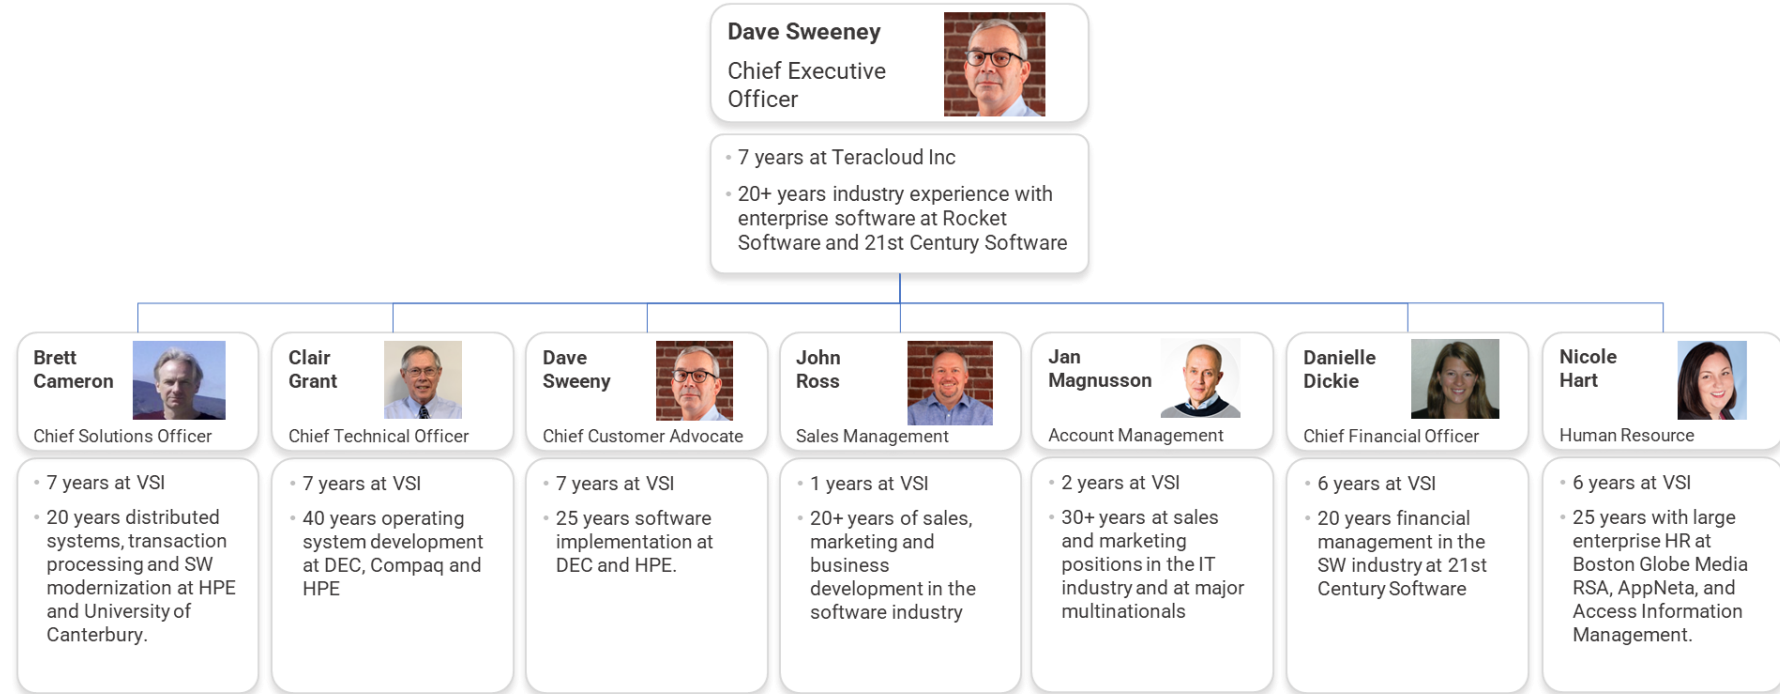 Dave Sweeney
Chief Executive
Officer
• 7 years at Teracloud Inc
• 20+ years industry experience with
enterprise software at Rocket
Software and 21st Century Software
Brett
Cameron
Chief Solutions Officer
• 7 years at VSI
• 20 years distributed
systems, transaction
processing and SW
modernization at HPE
and University of
Canterbury.
Clair
Grant
Chief Technical Officer
• 7 years at VSI
• 40 years operating
system development
at DEC, Compaq and
HPE
Dave
Sweeny
Chief Customer Advocate
• 7 years at VSI
• 25 years software
implementation at
DEC and HPE.
John
Ross
Sales Management
• 1 years at VSI
• 20+ years of sales,
marketing and
business
development in the
software industry
Jan
Magnusson
Account Management
• 2 years at VSI
• 30+ years at sales
and marketing
positions in the IT
industry and at major
multinationals
Danielle
Dickie
Chief Financial Officer
• 6 years at VSI
• 20 years financial
management in the
SW industry at 21st
Century Software
Nicole
Hart
Human Resource
• 6 years at VSI
• 25 years with large
enterprise HR at
Boston Globe Media
RSA, AppNeta, and
Access Information
Management.